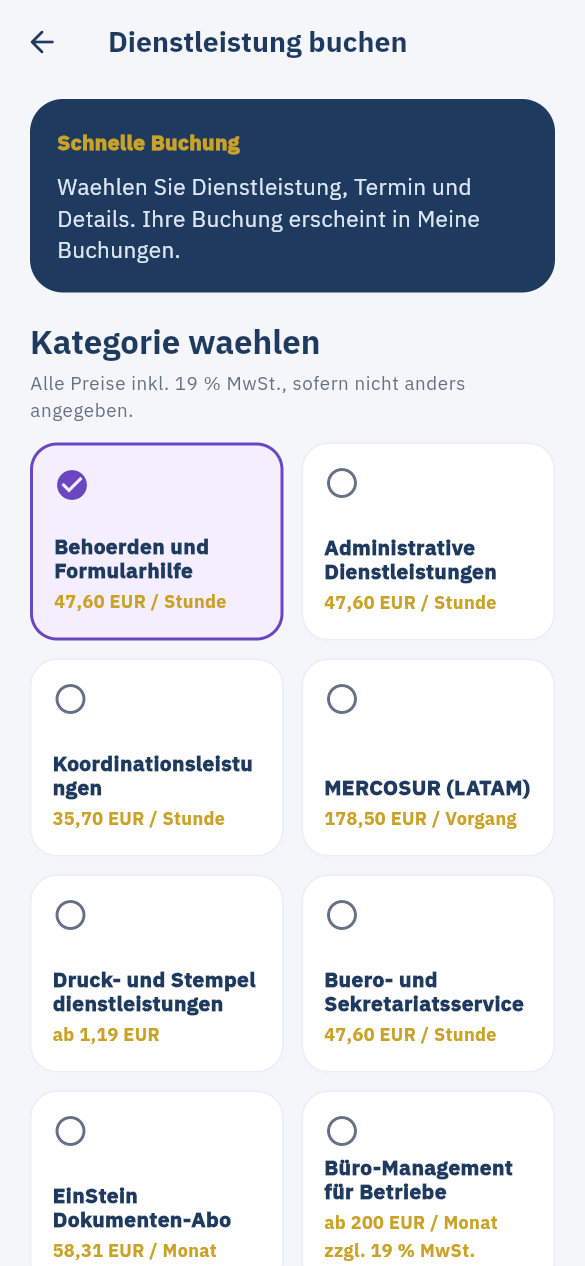 Dienstleistung buchen
Schnelle Buchung
Waehlen Sie Dienstleistung, Termin und
Details. Ihre Buchung erscheint in Meine
Buchungen.
Kategorie waehlen
Alle Preise inkl. 19 % MwSt., sofern nicht anders
angegeben.
Behoerden und
Formularhilfe
47,60 EUR / Stunde
Administrative
Dienstleistungen
47,60 EUR / Stunde
Koordinationsleistu
ngen
35,70 EUR / Stunde
MERCOSUR (LATAM)
178,50 EUR / Vorgang
Druck- und Stempel
dienstleistungen
ab 1,19 EUR
Buero- und
Sekretariatsservice
47,60 EUR / Stunde
EinStein
Dokumenten-Abo
58,31 EUR / Monat
Büro-Management
für Betriebe
ab 200 EUR / Monat
zzgl. 19 % MwSt.